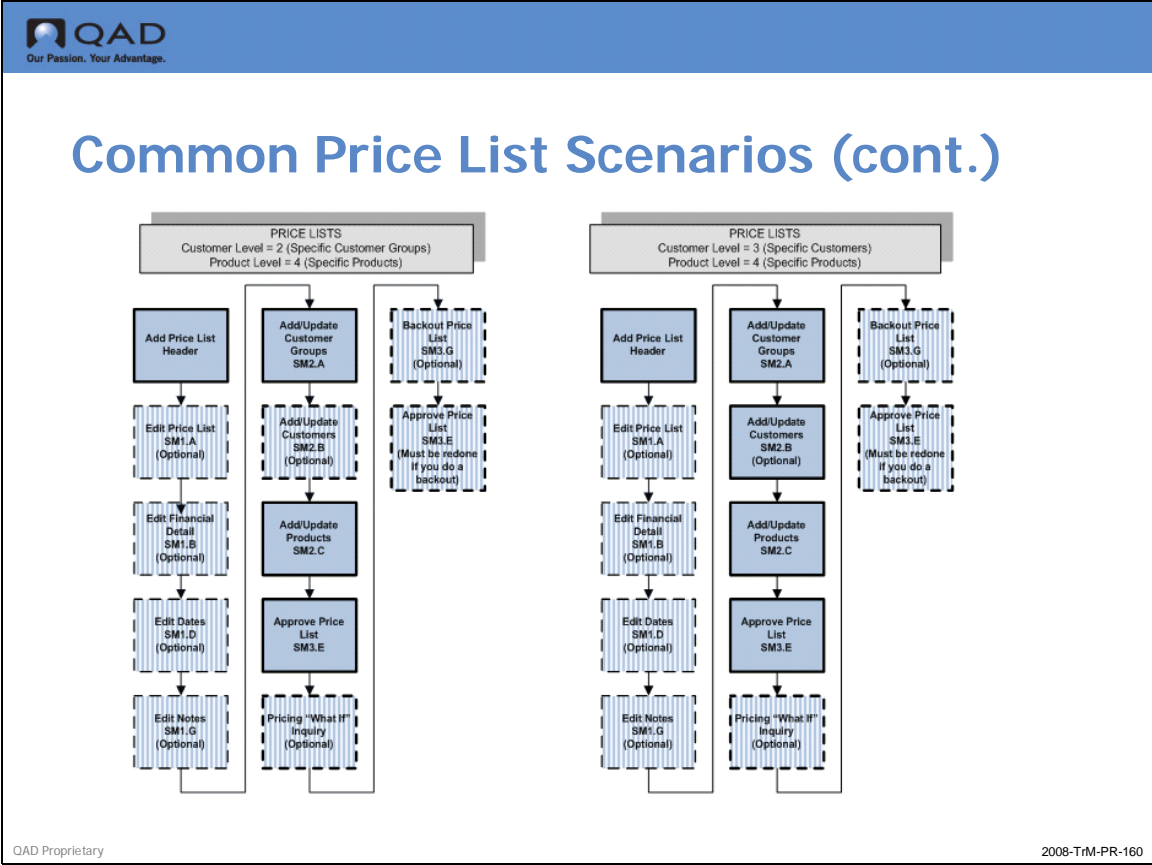 QAD
Our Passion. Your Advantage.
Common Price List Scenarios (cont.)
PRICE LISTS
Customer Level = 2 (Specific Customer Groups)
Product Level = 4 (Specific Products)
Add Price List
Header
Edit Price List
SM1.A
(Optional)
Edit Financial
Detail
SM1.B
(Optional)
Edit Dates
SM1.D
(Optional)
Edit Notes
SM1.G
(Optional)
Add/Update
Customer
Groups
SM2.A
Add/Update
Customers
SM2.B
(Optional)
Add/Update
Products
SM2.C
Approve Price
List
SM3.E
Pricing “What If”
Inquiry
(Optional)
Backout Price
List
SM3.G
(Optional)
Approve Price
List
SM3.E
(Must be redone
if you do a
backout)
PRICE LISTS
Customer Level = 3 (Specific Customers)
Product Level = 4 (Specific Products)
Add Price List
Header
Edit Price List
SM1.A
(Optional)
Edit Financial
Detail
SM1.B
(Optional)
Edit Dates
SM1.D
(Optional)
Edit Notes
SM1.G
(Optional)
Add/Update
Customer
Groups
SM2.A
Add/Update
Customers
SM2.B
(Optional)
Add/Update
Products
SM2.C
Approve Price
List
SM3.E
Pricing “What If”
Inquiry
(Optional)
Backout Price
List
SM3.G
(Optional)
Approve Price
List
SM3.E
(Must be redone
if you do a
backout)
QAD Proprietary
2008-TrM-PR-160